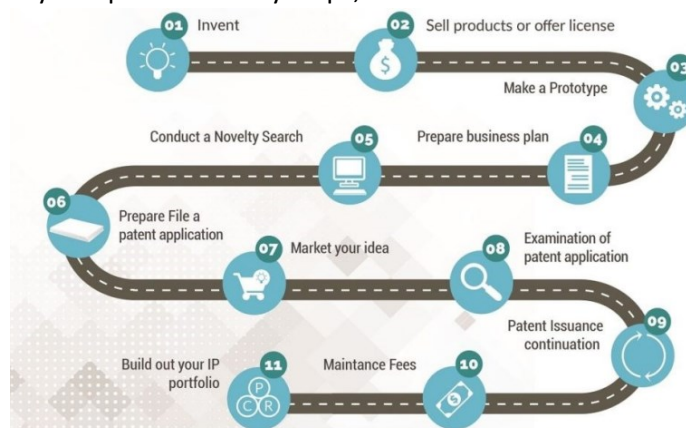 01 Invent
02 Sell products or offer license
03
Make a Prototype
04 Prepare business plan
05 Conduct a Novelty Search
06 Prepare File a
patent application
07 Market your idea
08 Examination of
patent application
09 Patent Issuance
continuation
10 Maintance Fees
11 Build out your IP
portfolio
P
C R